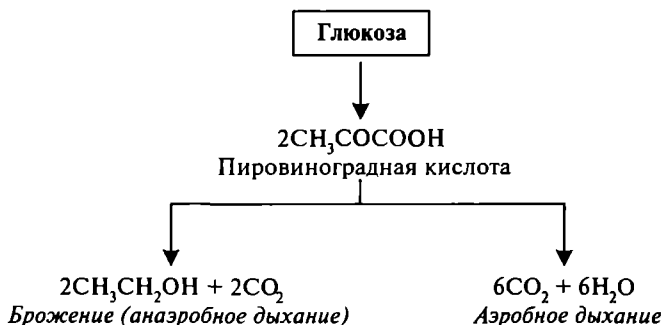 Глюкоза
2CH₃COCOOH
Пировиноградная кислота
2CH₃CH₂OH + 2CO₂
6CO₂ + 6H₂O
Брожение (анаэробное дыхание)
Аэробное дыхание